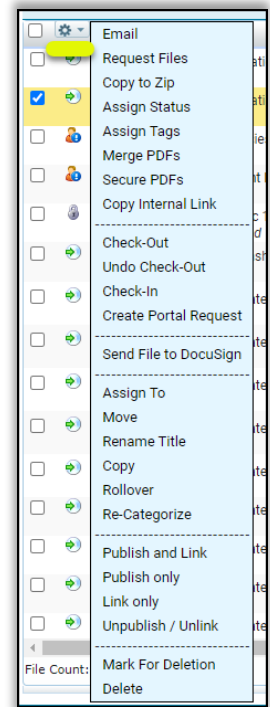 Email
Request Files
Copy to Zip
Assign Status
Assign Tags
Merge PDFs
Secure PDFs
Copy Internal Link
Check-Out
Undo Check-Out
Check-In
Create Portal Request
Send File to DocuSign
Assign To
Move
Rename Title
Copy
Rollover
Re-Categorize
Publish and Link
Publish only
Link only
Unpublish / Unlink
Mark For Deletion
File Count:
Delete